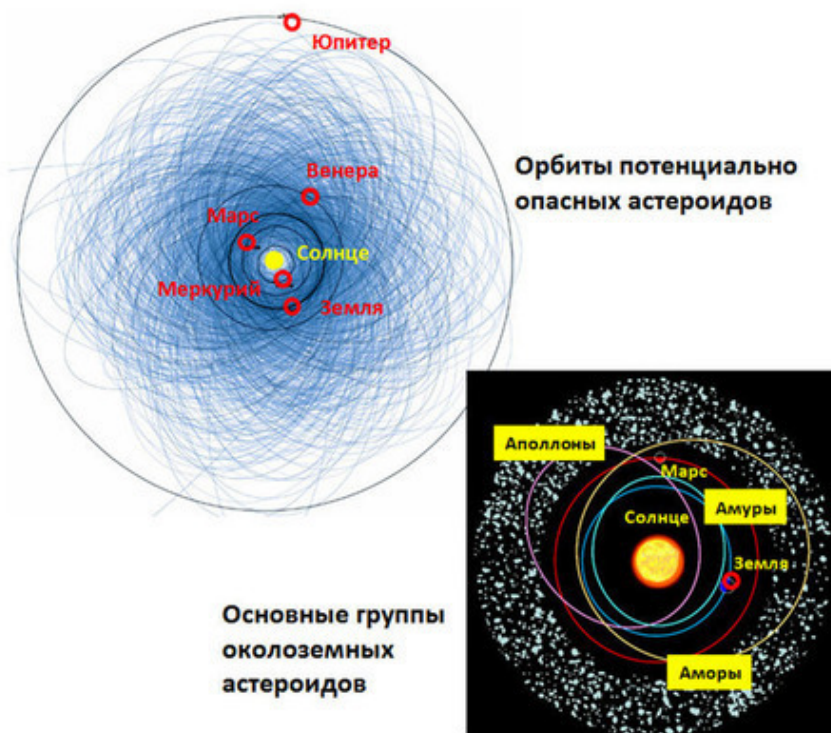 Юпитер
Венера
Марс
Солнце
Меркурий
Земля
Орбиты потенциально
опасных астероидов
Аполлоны
Марс
Амуры
Солнце
Земля
Аморы
Основные группы
околоземных
астероидов